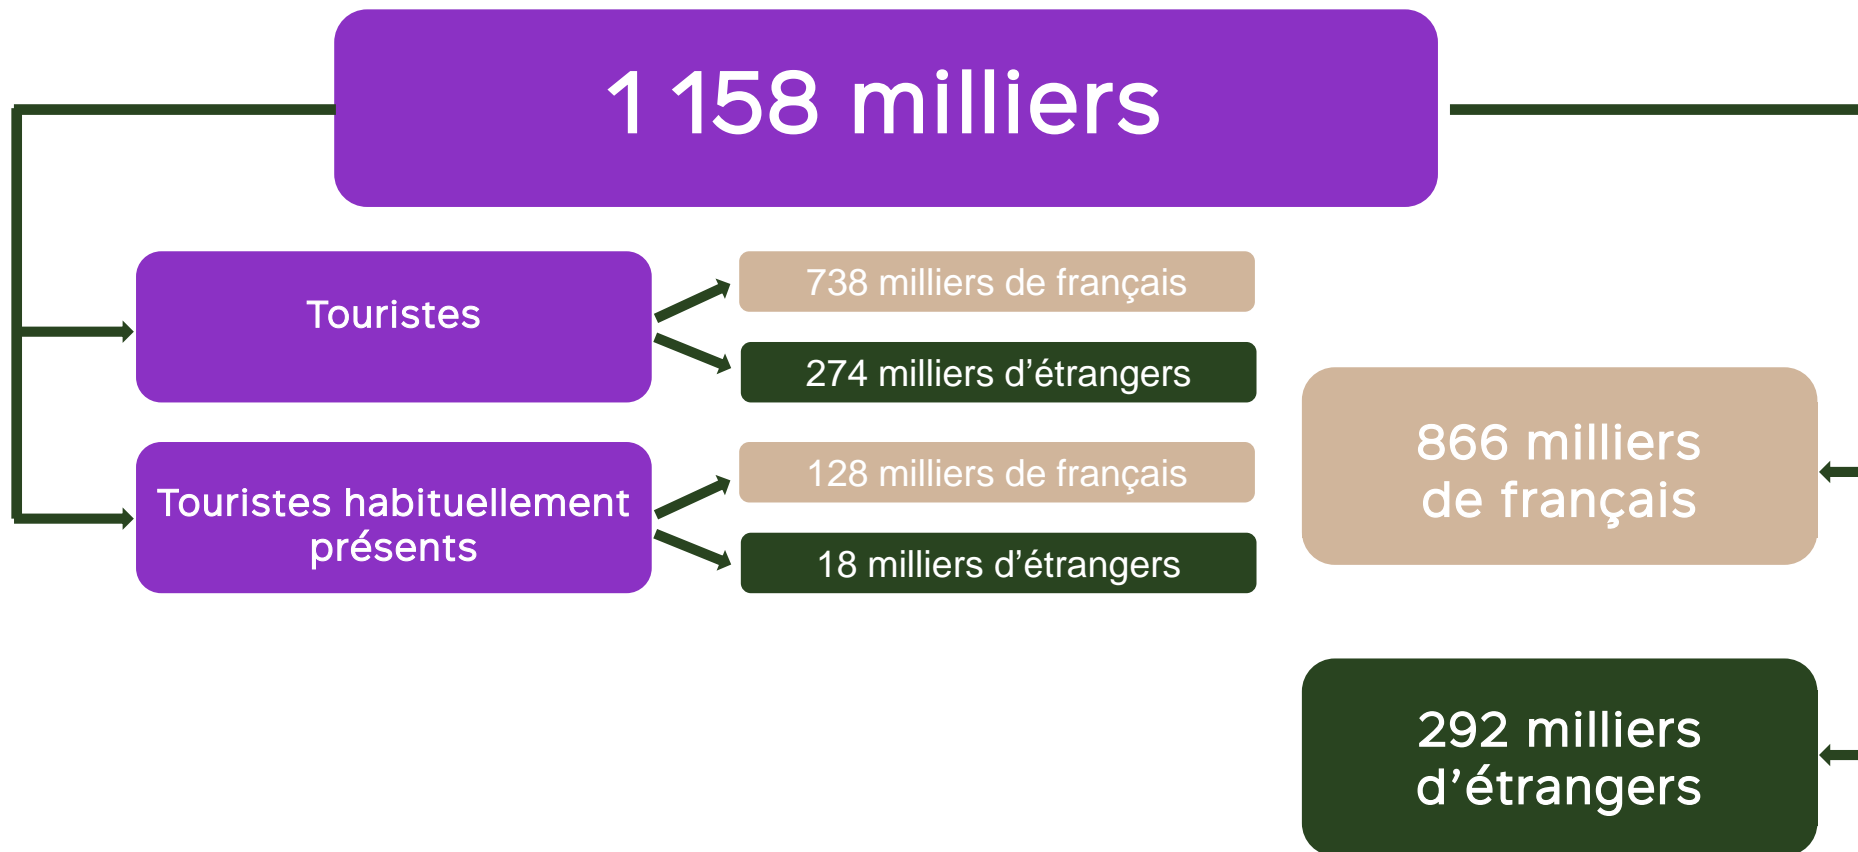 1 158 milliers
Touristes
738 milliers de français
274 milliers d’étrangers
Touristes habituellement
présents
128 milliers de français
18 milliers d’étrangers
866 milliers
de français
292 milliers
d’étrangers